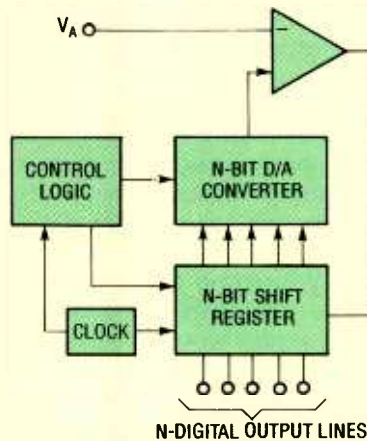 VA
−
CONTROL
LOGIC
N-BIT D/A
CONVERTER
N-BIT SHIFT
REGISTER
CLOCK
N-DIGITAL OUTPUT LINES